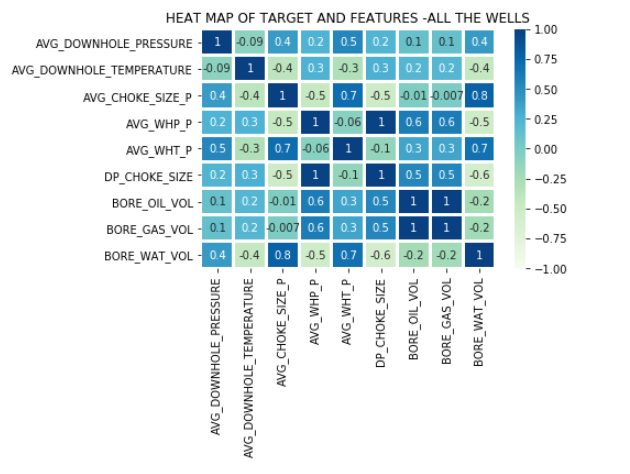 HEAT MAP OF TARGET AND FEATURES -ALL THE WELLS
AVG_DOWNHOLE_PRESSURE 1 -0.09 0.4 0.2 0.5 0.2 0.1 0.1 0.4
AVG_DOWNHOLE_TEMPERATURE -0.09 1 -0.4 0.3 -0.3 0.3 0.2 0.2 -0.4
AVG_CHOKE_SIZE_P 0.4 -0.4 1 -0.5 0.7 -0.5 -0.01 -0.007 0.8
AVG_WHP_P 0.2 0.3 -0.5 1 -0.06 1 0.6 0.6 -0.5
AVG_WHT_P 0.5 -0.3 0.7 -0.06 1 -0.1 0.3 0.3 0.7
DP_CHOKE_SIZE 0.2 0.3 -0.5 1 -0.1 1 0.5 0.5 -0.6
BORE_OIL_VOL 0.1 0.2 -0.01 0.6 0.3 0.5 1 1 -0.2
BORE_GAS_VOL 0.1 0.2 -0.007 0.6 0.3 0.5 1 1 -0.2
BORE_WAT_VOL 0.4 -0.4 0.8 -0.5 0.7 -0.6 -0.2 -0.2 1
AVG_DOWNHOLE_PRESSURE
AVG_DOWNHOLE_TEMPERATURE
AVG_CHOKE_SIZE_P
AVG_WHP_P
AVG_WHT_P
DP_CHOKE_SIZE
BORE_OIL_VOL
BORE_GAS_VOL
BORE_WAT_VOL
1.00
0.75
0.50
0.25
0.00
−0.25
−0.50
−0.75
−1.00